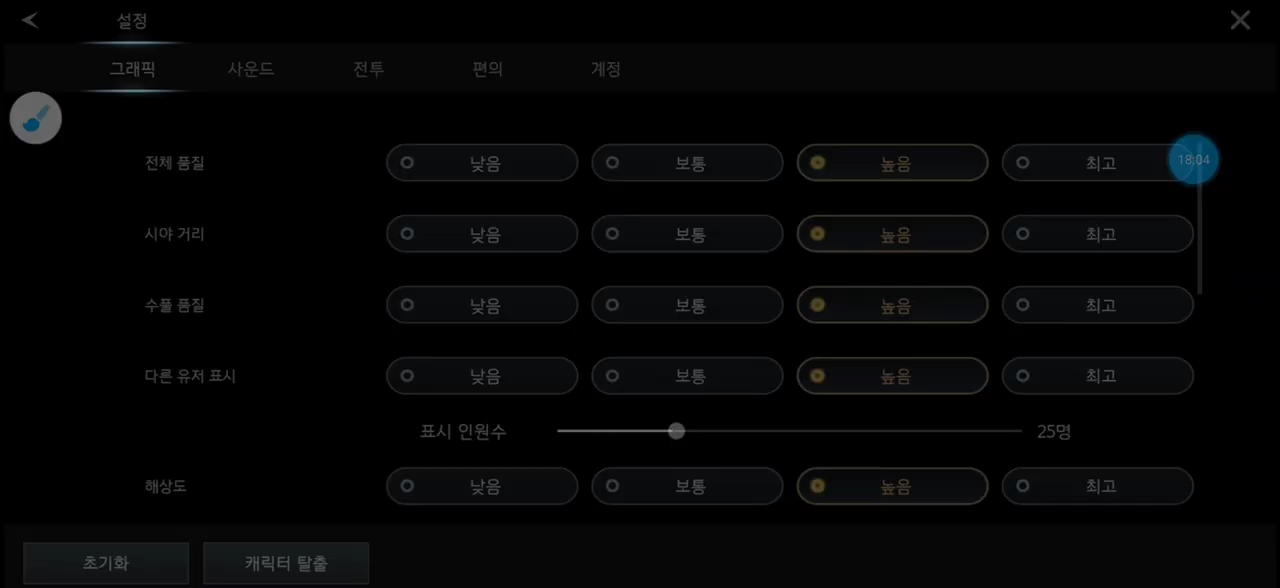 설정
그래픽 사운드 전투 편의 계정
전체 품질 낮음 보통 높음 최고 18:04
시야 거리 낮음 보통 높음 최고
수풀 품질 낮음 보통 높음 최고
다른 유저 표시 낮음 보통 높음 최고
표시 인원수 25명
해상도 낮음 보통 높음 최고
초기화 캐릭터 탈출